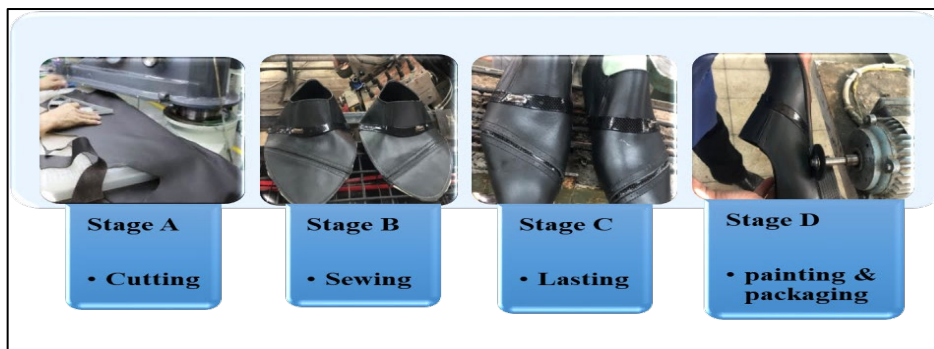 Stage A
• Cutting
Stage B
• Sewing
Stage C
• Lasting
Stage D
• painting &
packaging